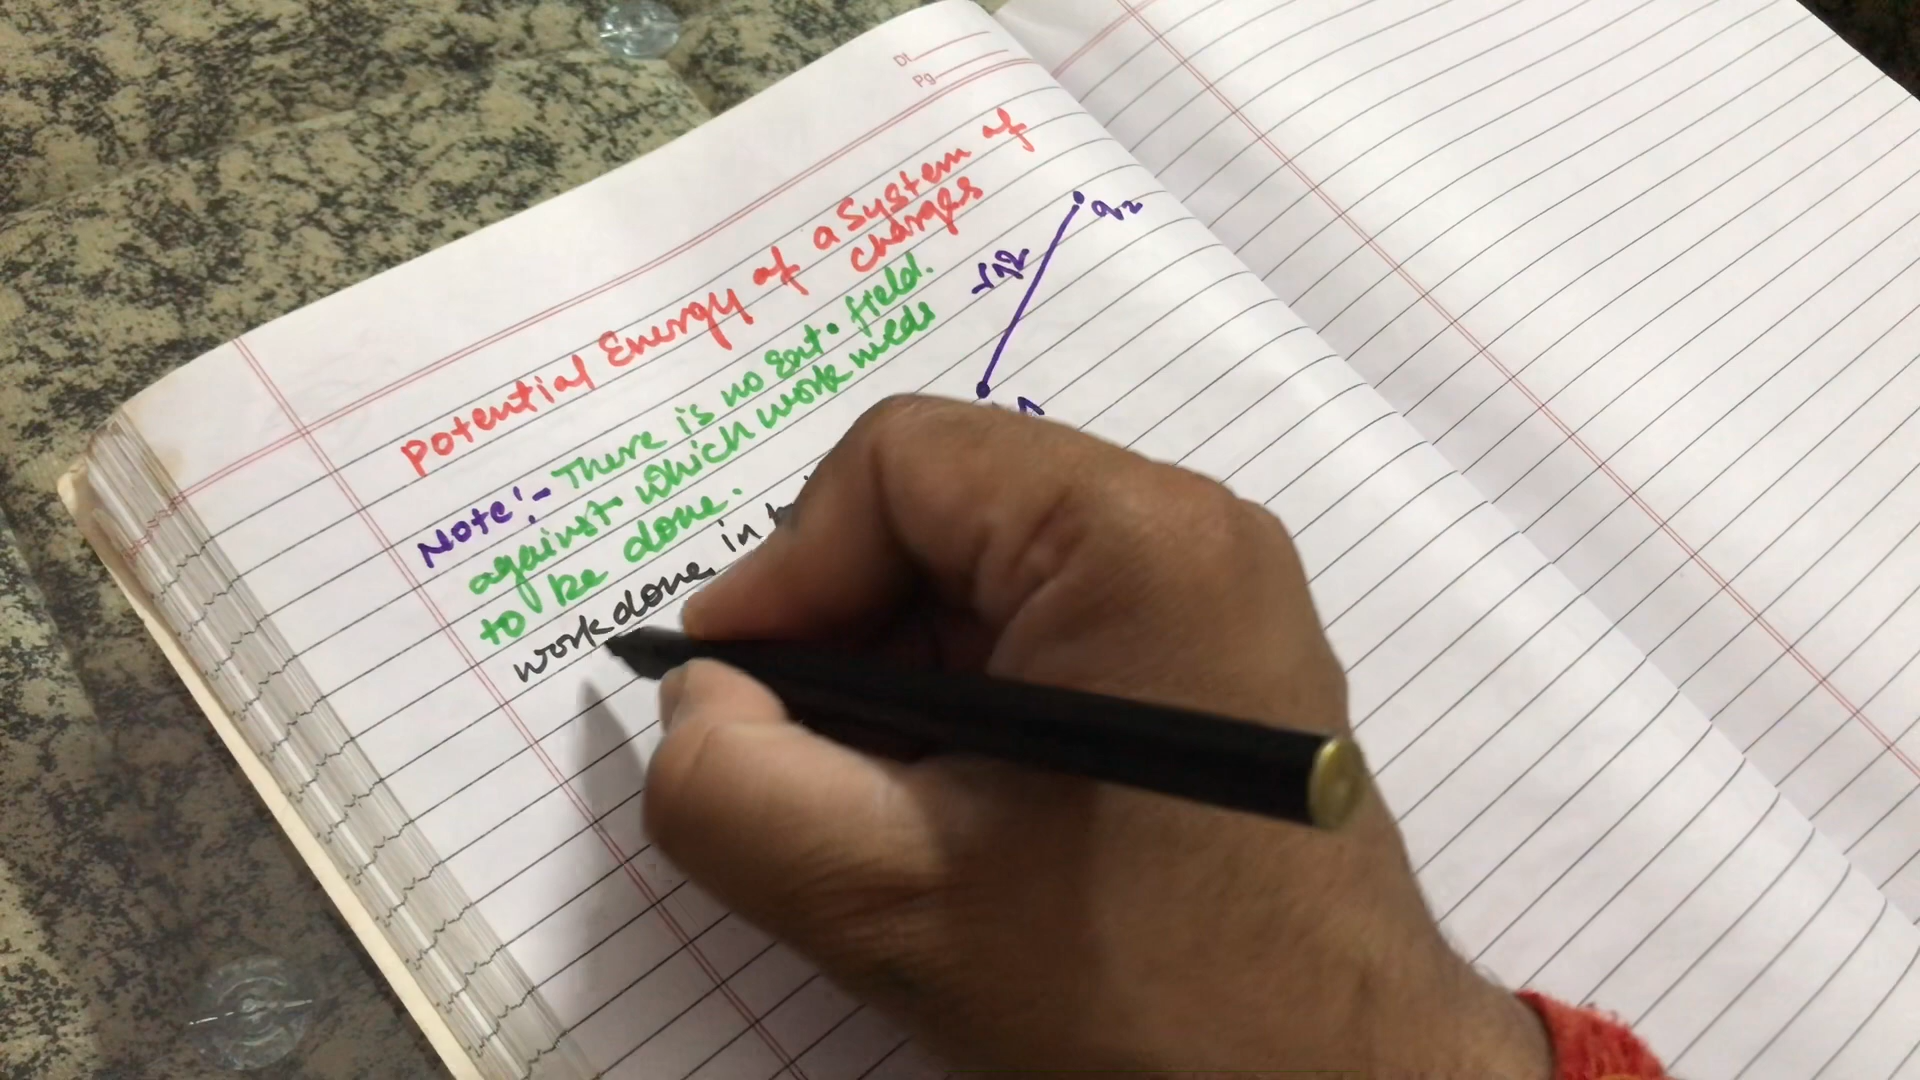 Dt
Pg
Potential Energy of a System of
charges
Note:- There is no Ext. field.
against which work needs
to be done.
work done in
q2
r12